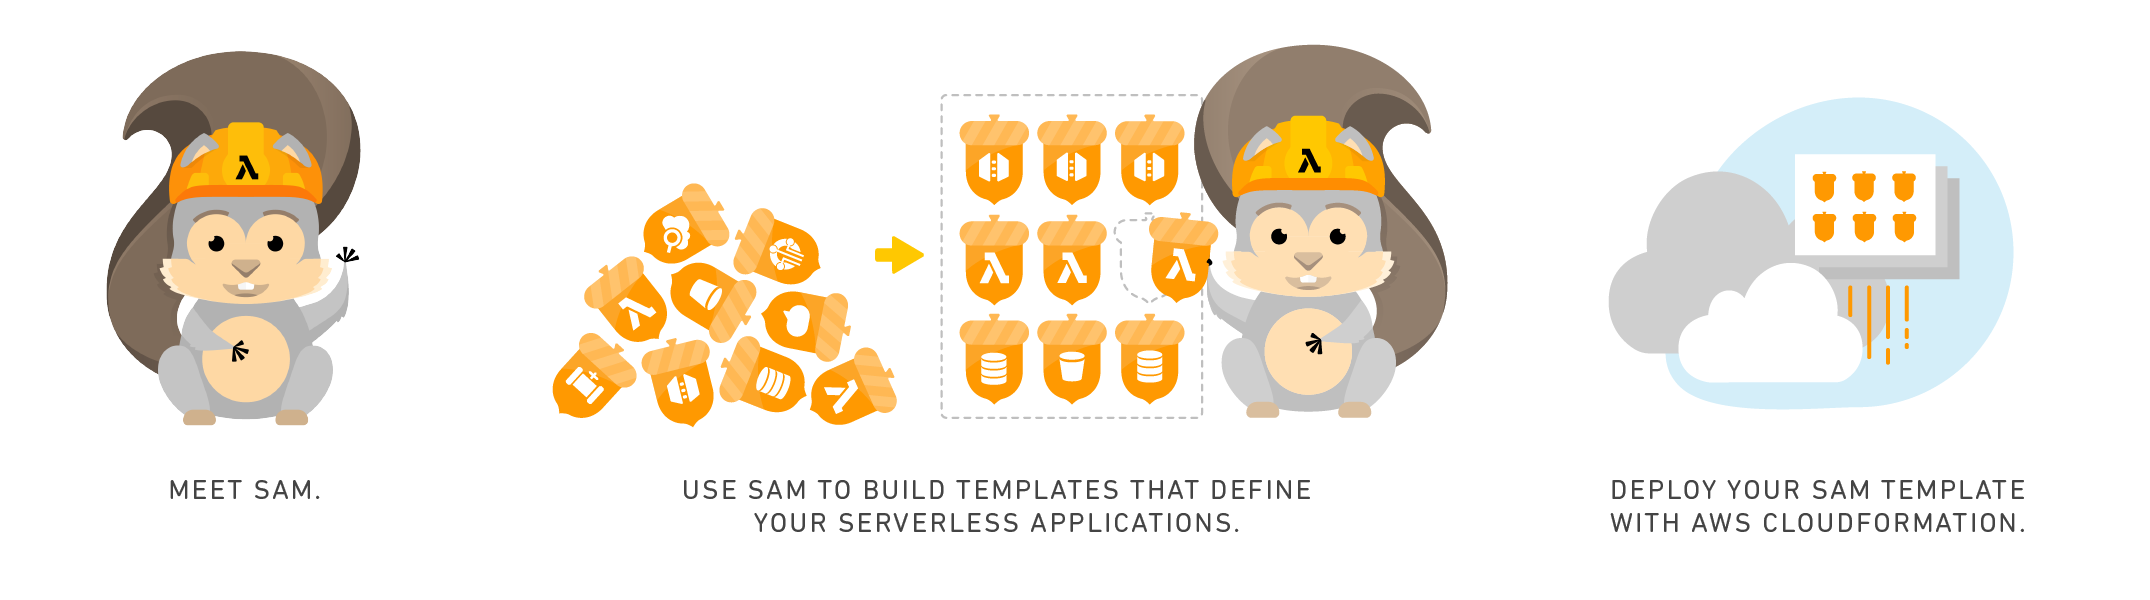 MEET SAM.
USE SAM TO BUILD TEMPLATES THAT DEFINE
YOUR SERVERLESS APPLICATIONS.
DEPLOY YOUR SAM TEMPLATE
WITH AWS CLOUDFORMATION.